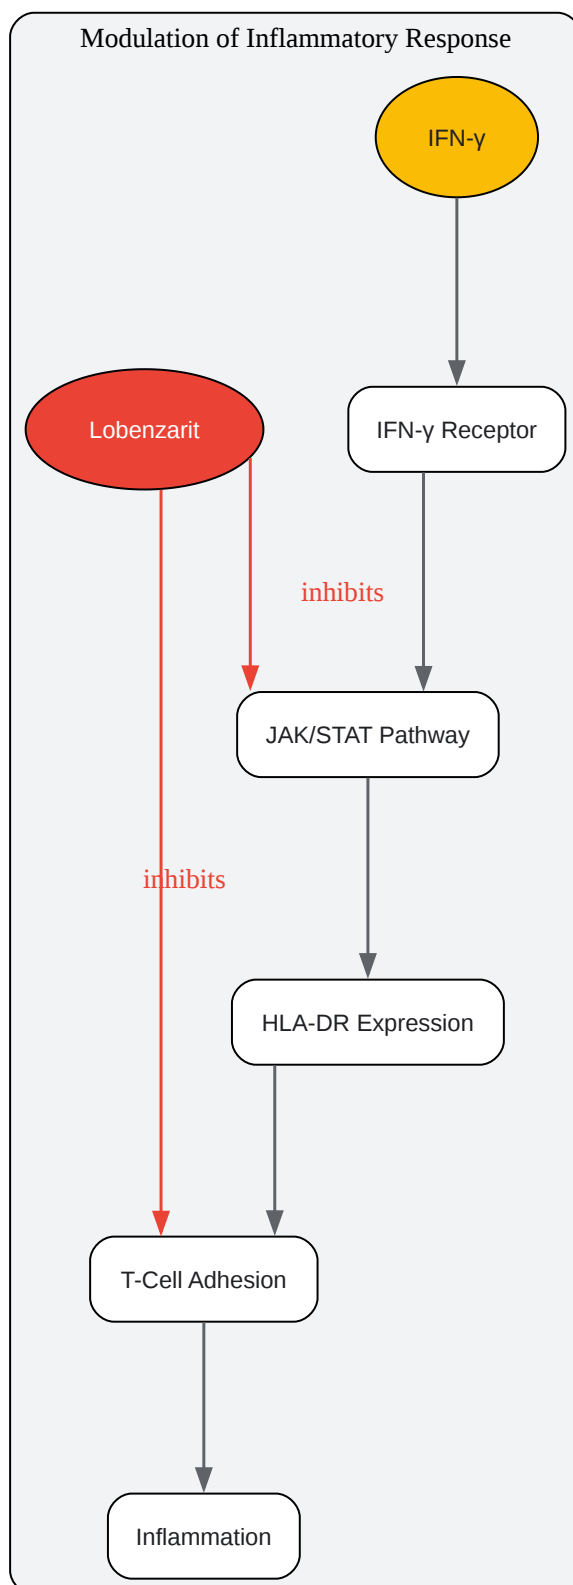 Modulation of Inflammatory Response
IFN-γ
Lobenzarit
IFN-γ Receptor
inhibits
JAK/STAT Pathway
inhibits
HLA-DR Expression
T-Cell Adhesion
Inflammation